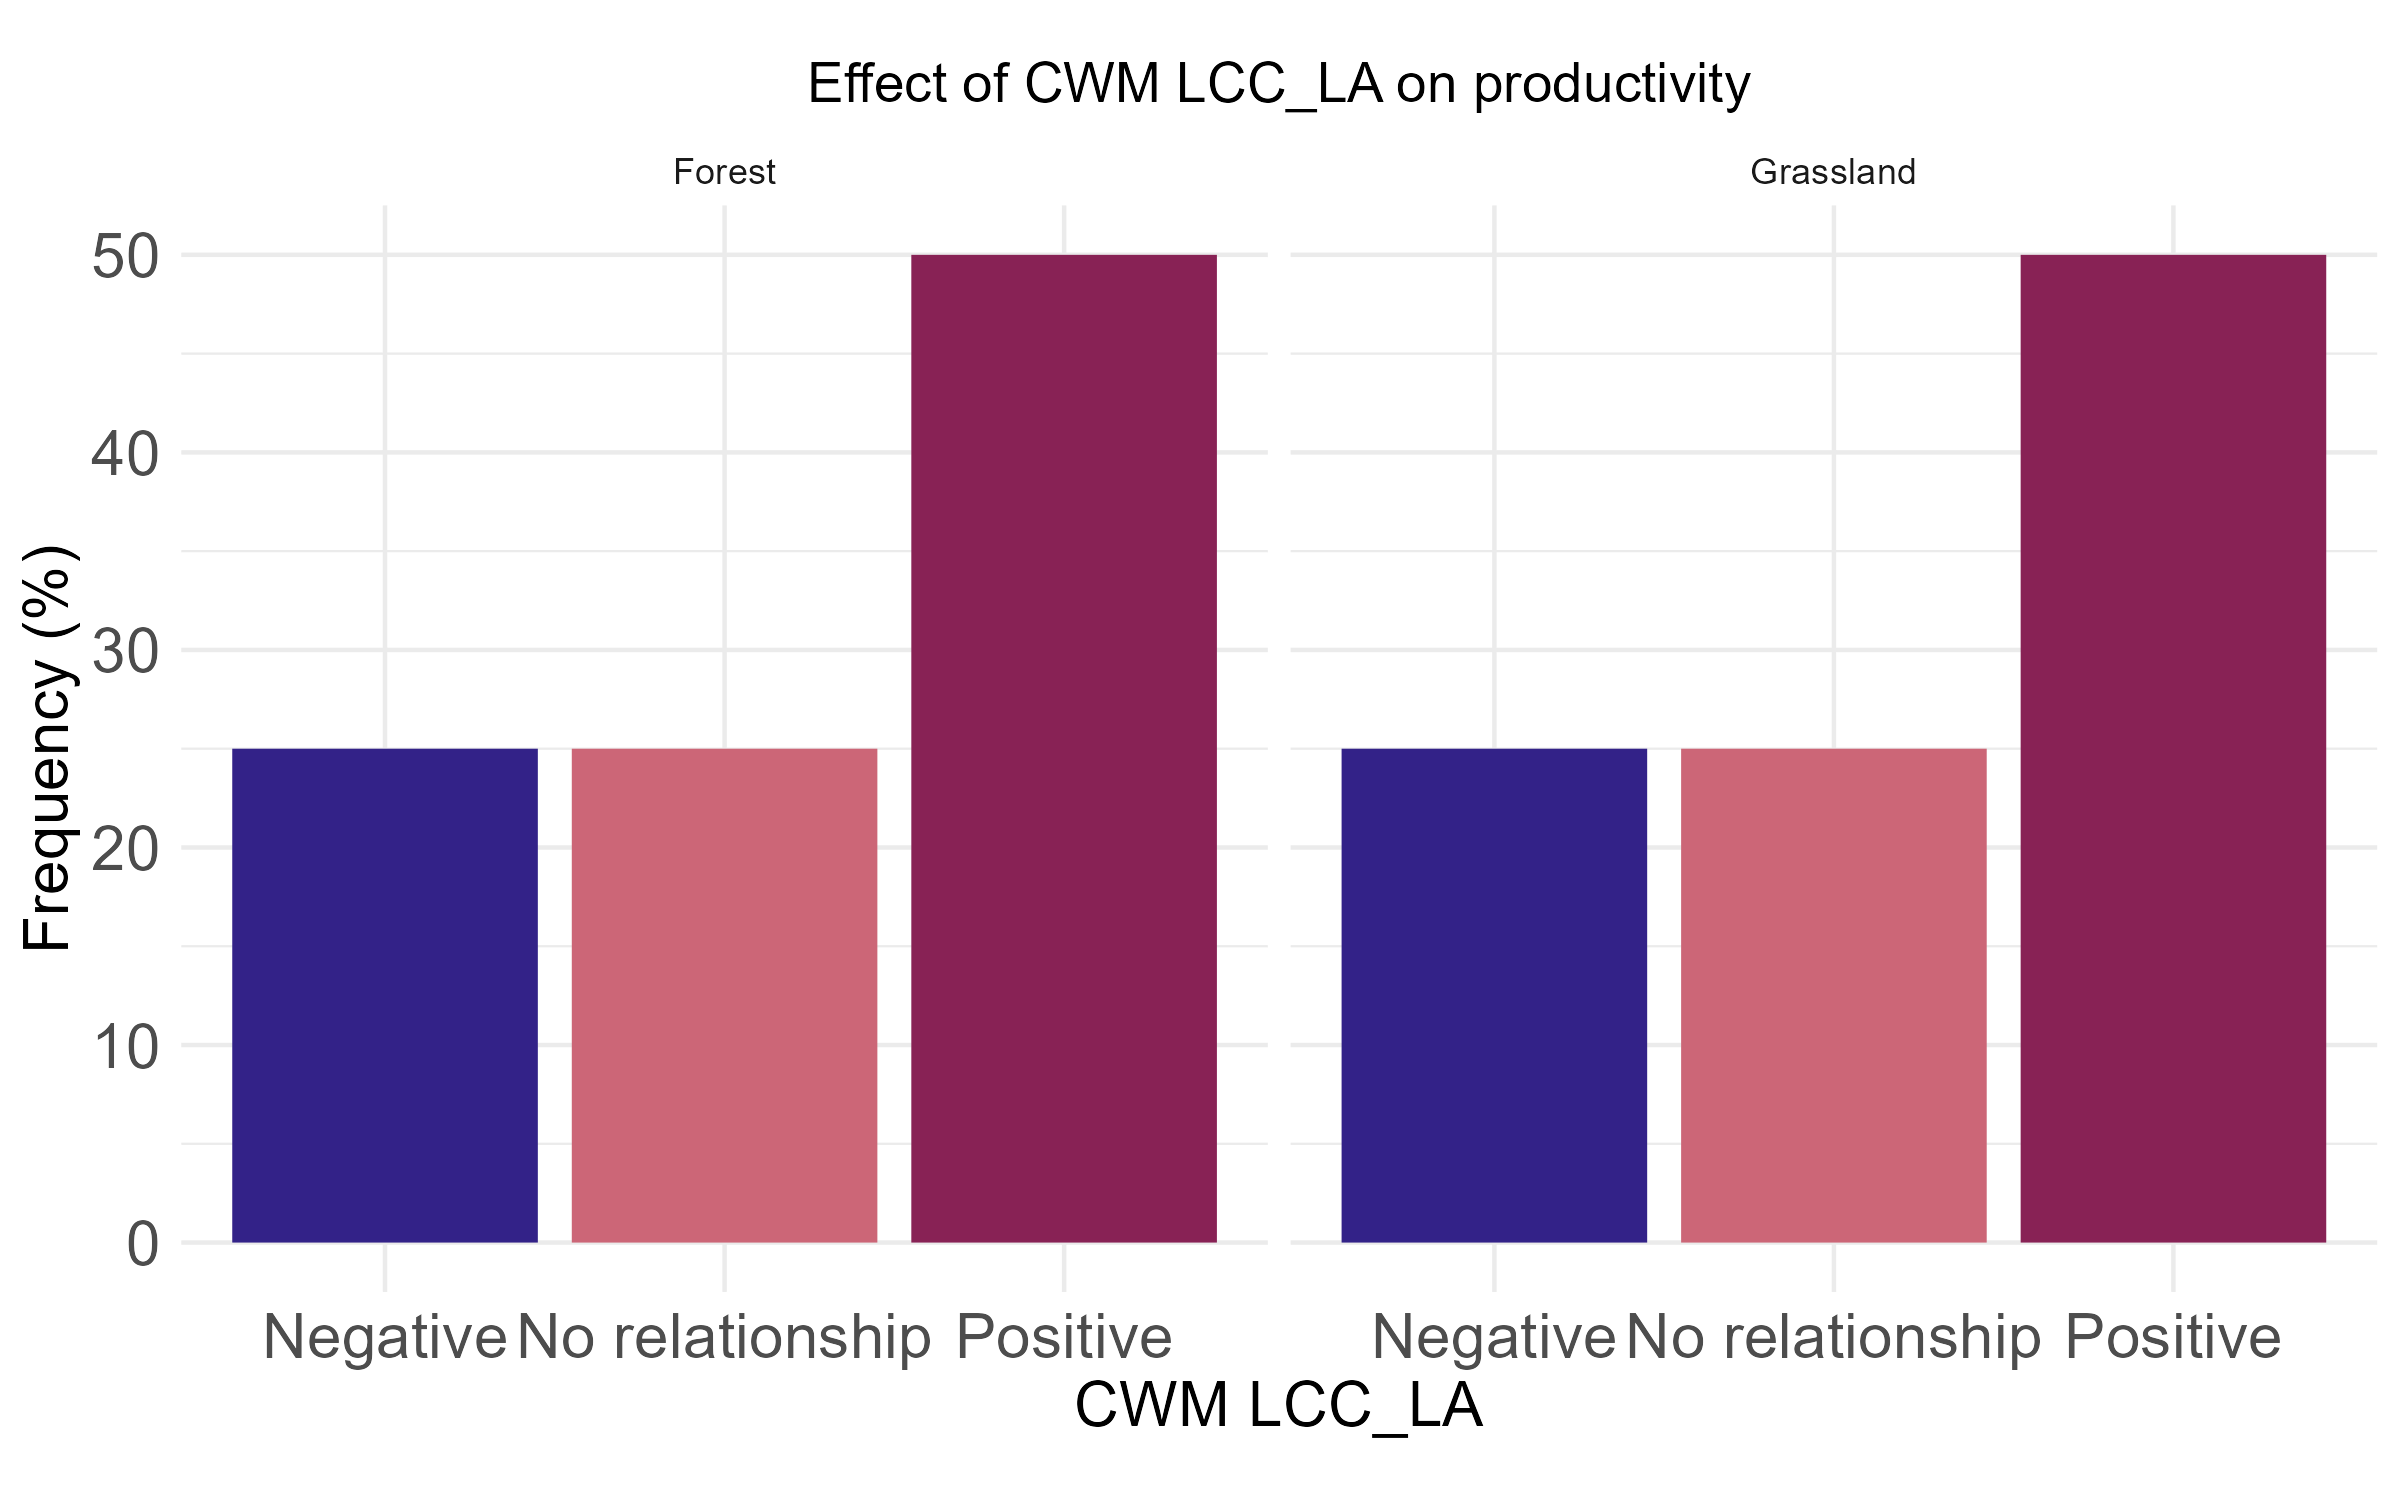 Effect of CWM LCC_LA on productivity
Forest
Grassland
50
40
30
20
10
0
Frequency (%)
Negative No relationship Positive
Negative No relationship Positive
CWM LCC_LA